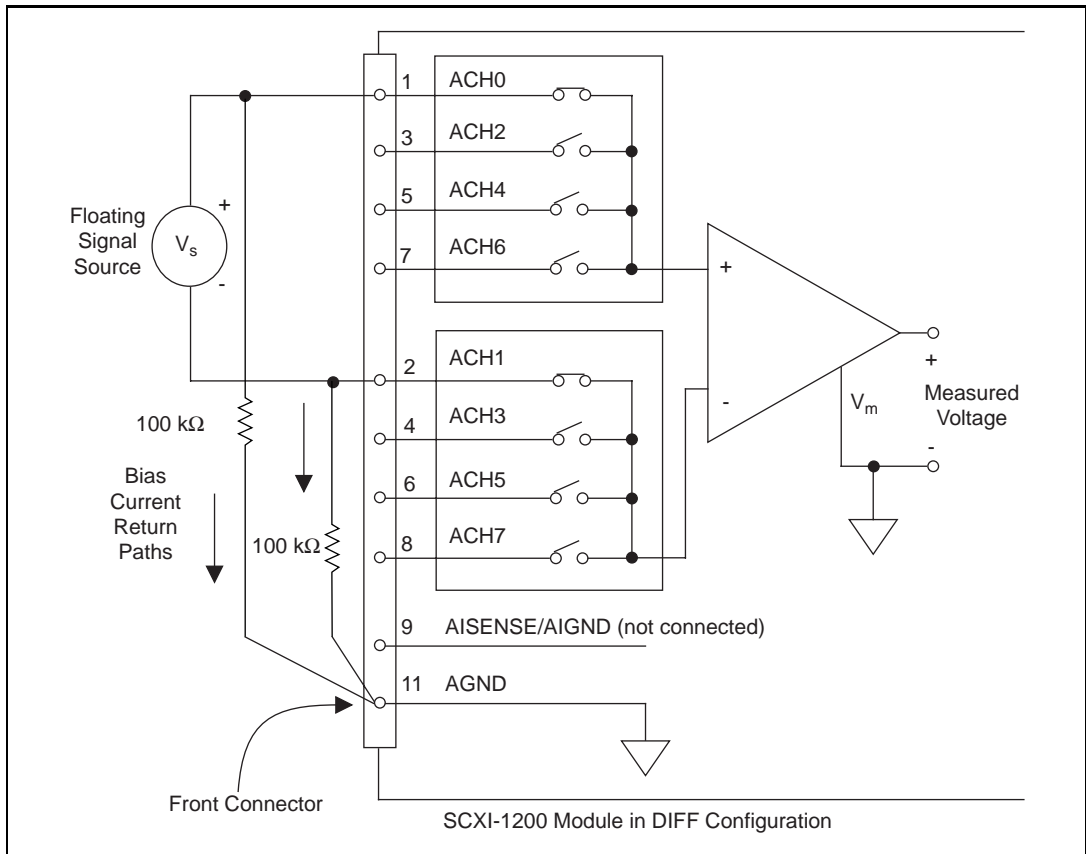 1
ACH0
3
ACH2
5
ACH4
7
ACH6
Floating
Signal
Source
+
Vs
-
+
-
2
ACH1
4
ACH3
6
ACH5
8
ACH7
+
Measured
Voltage
-
Vm
100 kΩ
Bias
Current
Return
Paths
100 kΩ
9
AISENSE/AIGND (not connected)
11
AGND
Front Connector
SCXI-1200 Module in DIFF Configuration